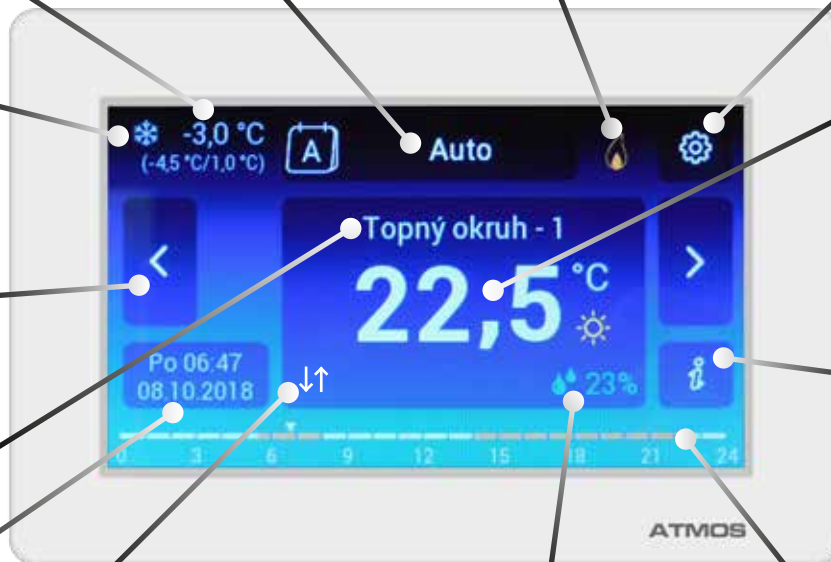 -3,0 °C
(-4,5 °C/1,0 °C)
A
Auto
Topný okruh - 1
22,5 °C
Po 06:47
08.10.2018
23%
i
0 3 6 9 12 15 18 21 24
ATMOS